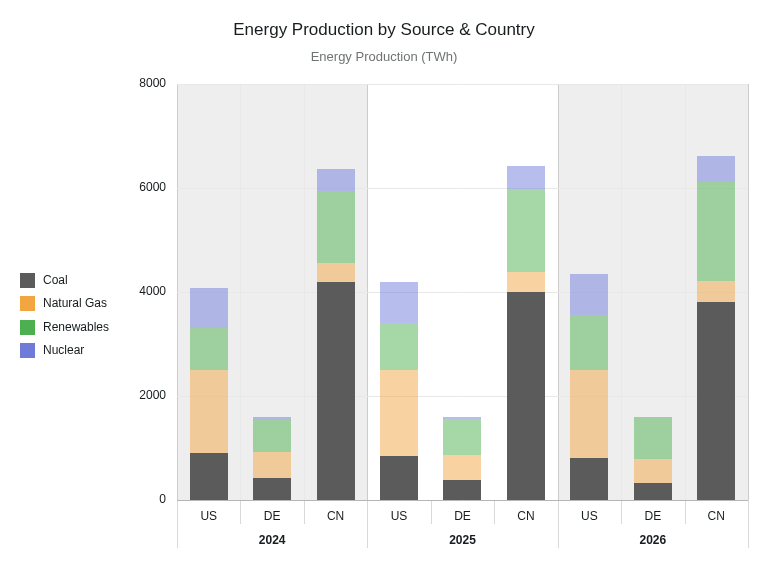 Energy Production by Source & Country
Energy Production (TWh)
8000
6000
4000
2000
0
Coal
Natural Gas
Renewables
Nuclear
US DE CN US DE CN US DE CN
2024 2025 2026